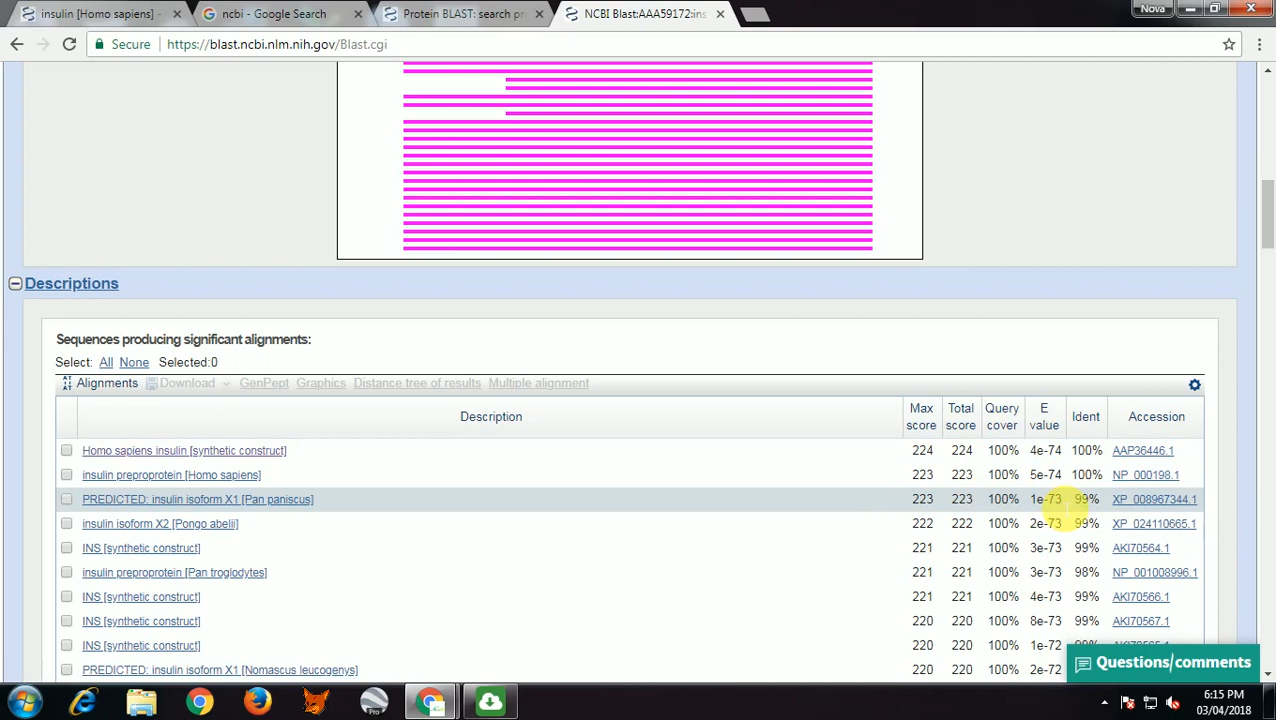 insulin [Homo sapiens] -
ncbi - Google Search
Protein BLAST: search pr
NCBI Blast:AAA59172:ins
Nova
Secure
https://blast.ncbi.nlm.nih.gov/Blast.cgi
Descriptions
Sequences producing significant alignments:
Select: All None Selected:0
Alignments Download GenPept Graphics Distance tree of results Multiple alignment
Description Max score Total score Query cover E value Ident Accession
Homo sapiens insulin [synthetic construct] 224 224 100% 4e-74 100% AAP36446.1
insulin preproprotein [Homo sapiens] 223 223 100% 5e-74 100% NP_000198.1
PREDICTED: insulin isoform X1 [Pan paniscus] 223 223 100% 1e-73 99% XP_008967344.1
insulin isoform X2 [Pongo abelii] 222 222 100% 2e-73 99% XP_024110665.1
INS [synthetic construct] 221 221 100% 3e-73 99% AKI70564.1
insulin preproprotein [Pan troglodytes] 221 221 100% 3e-73 98% NP_001008996.1
INS [synthetic construct] 221 221 100% 4e-73 99% AKI70566.1
INS [synthetic construct] 220 220 100% 8e-73 99% AKI70567.1
INS [synthetic construct] 220 220 100% 1e-72
PREDICTED: insulin isoform X1 [Nomascus leucogenys] 220 220 100% 2e-72
Questions/comments
Pro
6:15 PM
03/04/2018